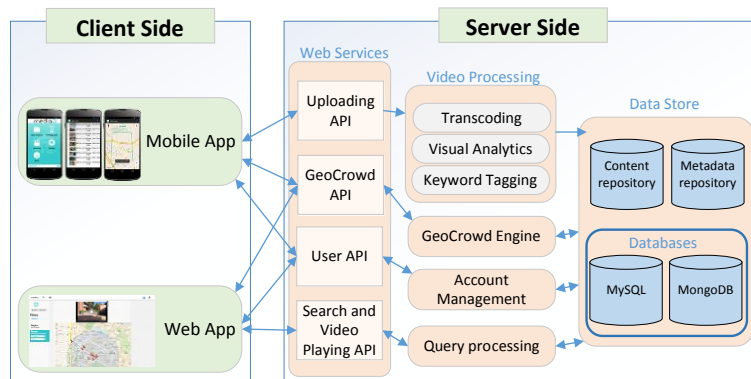 Client Side
Server Side
Web Services
Uploading
API
GeoCrowd
API
User API
Search and
Video
Playing API
Video Processing
Transcoding
Visual Analytics
Keyword Tagging
GeoCrowd Engine
Account
Management
Query processing
Data Store
Content
repository
Metadata
repository
Databases
MySQL
MongoDB
Mobile App
Web App